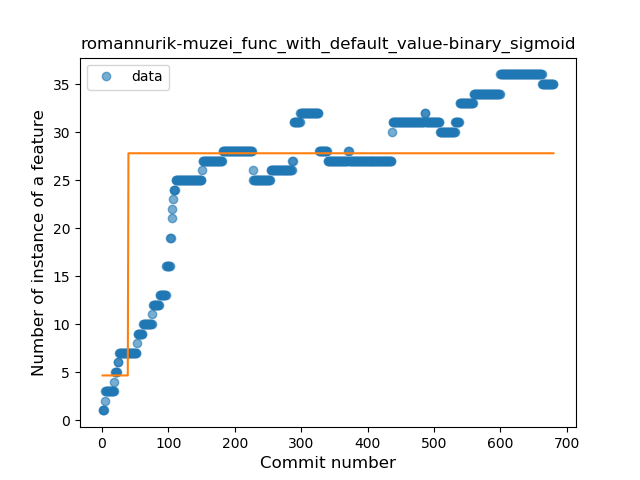 romannurik-muzei_func_with_default_value-binary_sigmoid
data
Number of instance of a feature
35
30
25
20
15
10
5
0
0 100 200 300 400 500 600 700
Commit number